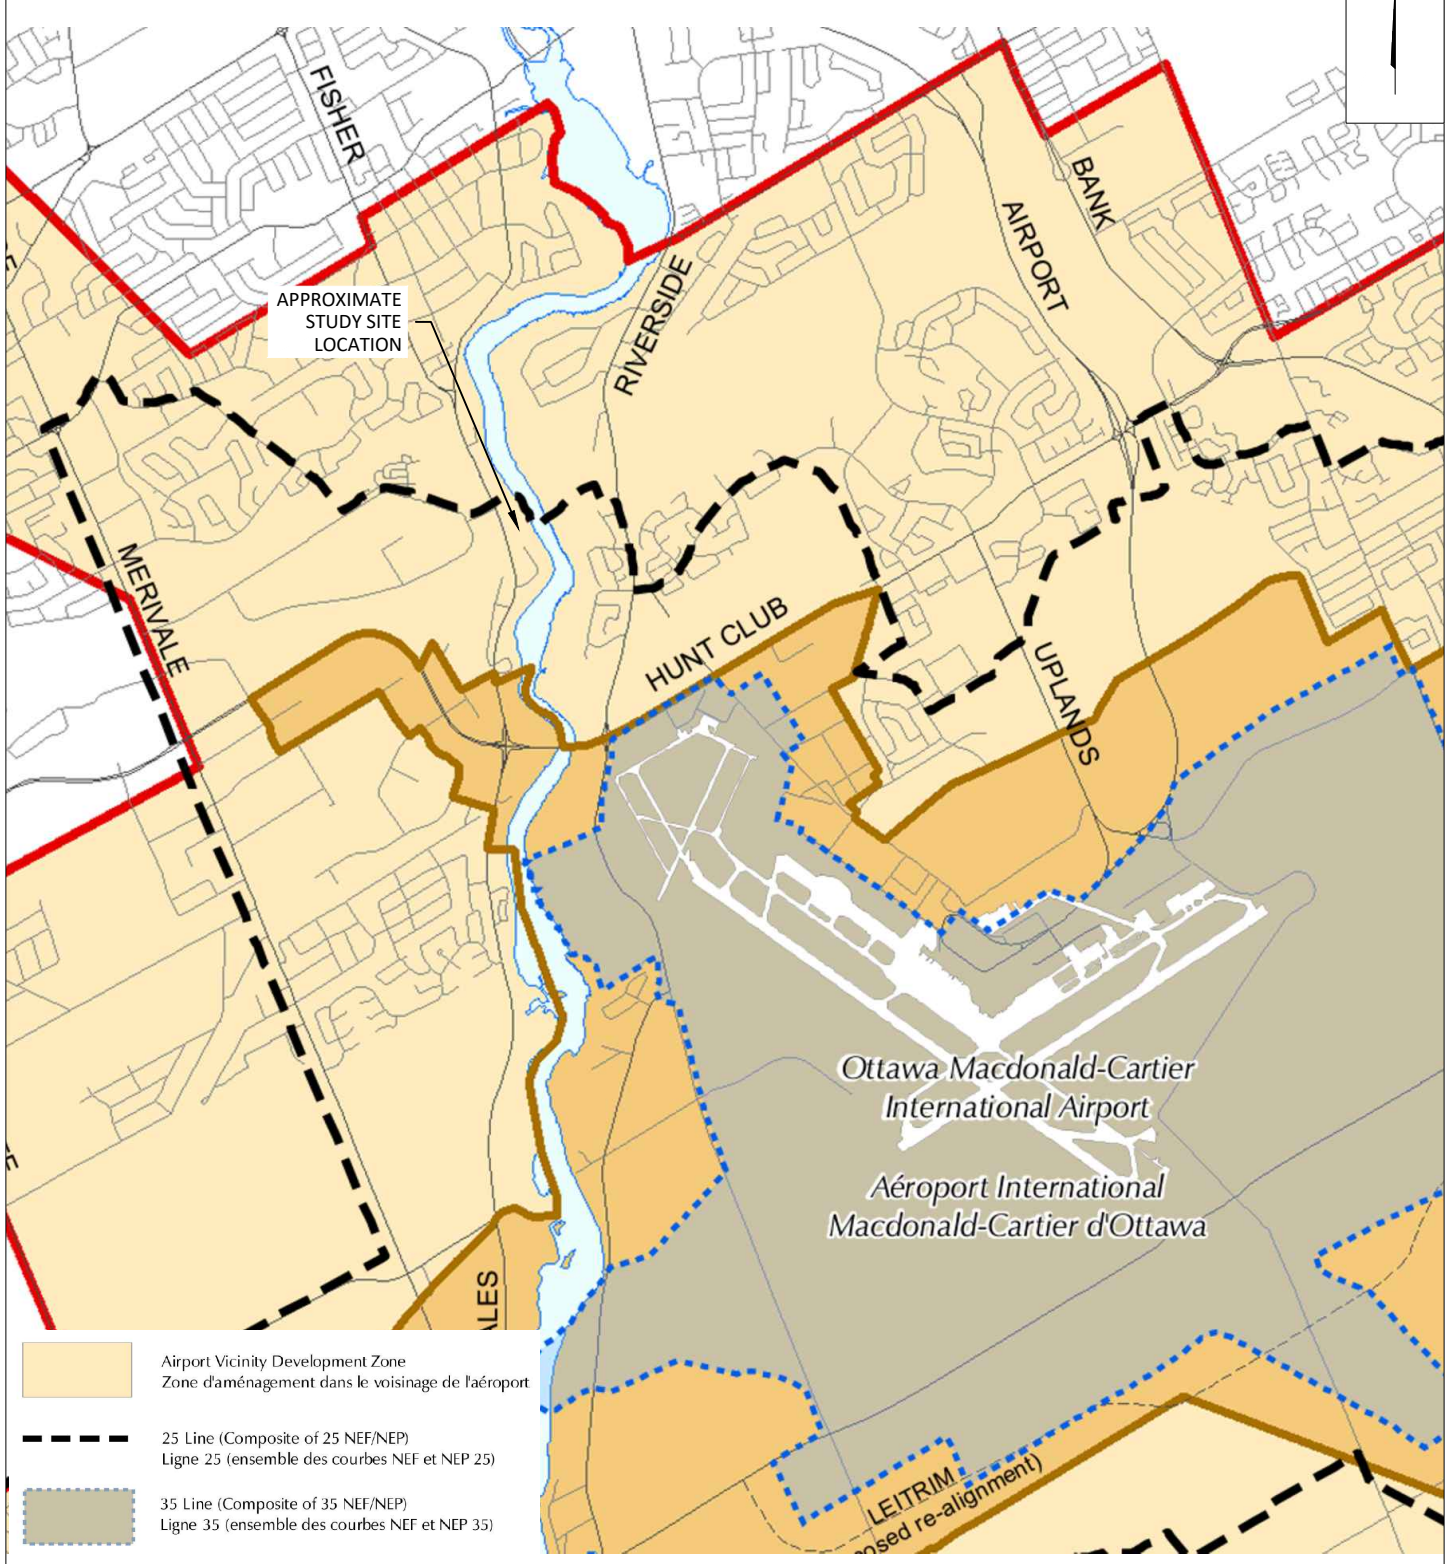 FISHER
BANK
AIRPORT
RIVERSIDE
APPROXIMATE
STUDY SITE
LOCATION
MERIVALE
HUNT CLUB
UPLANDS
Ottawa Macdonald-Cartier
International Airport
Aéroport International
Macdonald-Cartier d'Ottawa
ALES
LEITRIM
osed re-alignment)
Airport Vicinity Development Zone
Zone d'aménagement dans le voisinage de l'aéroport
25 Line (Composite of 25 NEF/NEP)
Ligne 25 (ensemble des courbes NEF et NEP 25)
35 Line (Composite of 35 NEF/NEP)
Ligne 35 (ensemble des courbes NEF et NEP 35)